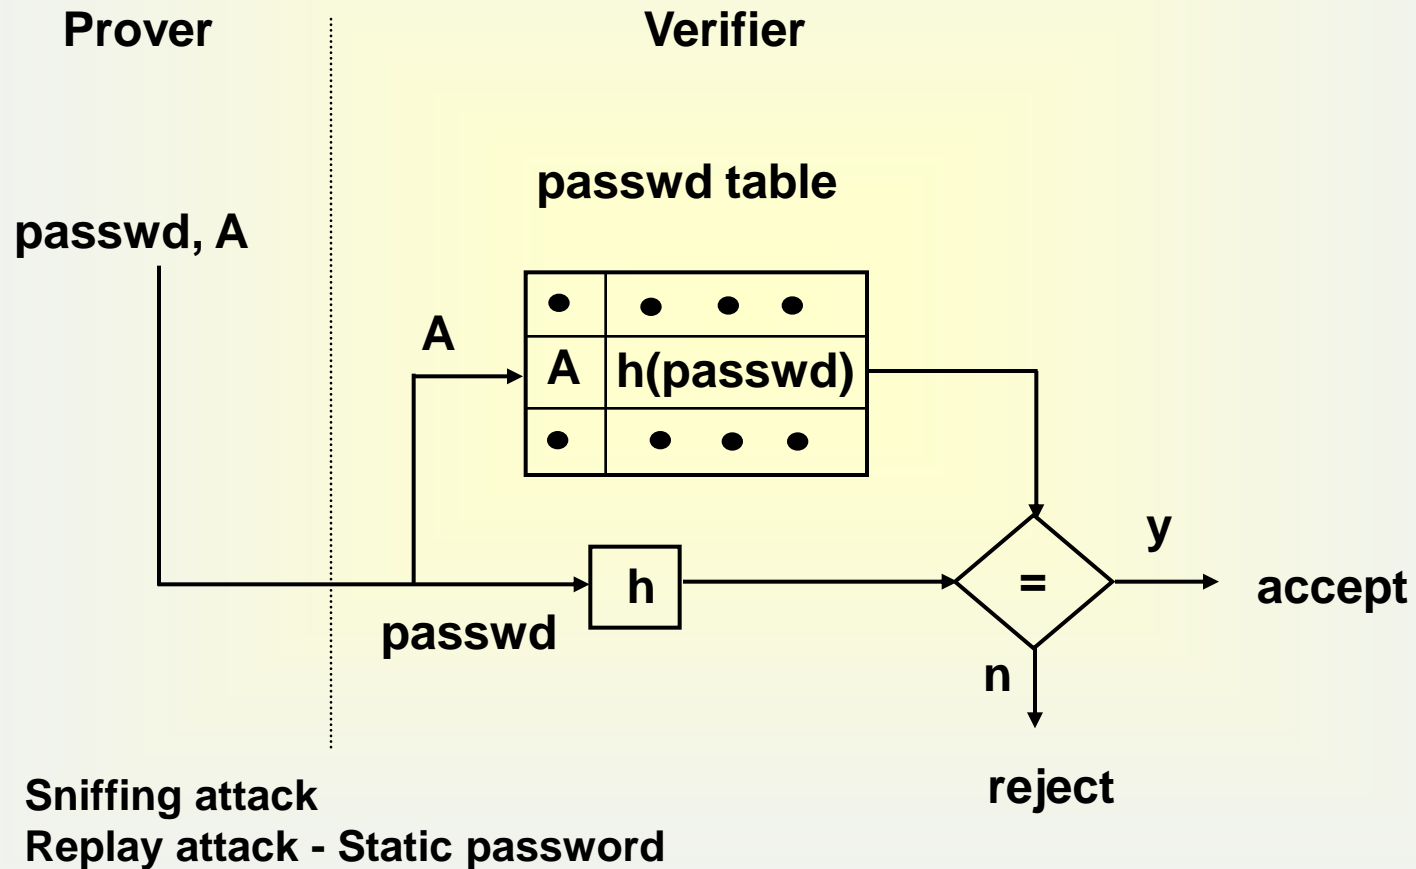 Prover
Verifier
passwd table
passwd, A
A
A h(passwd)
h
passwd
=
y
accept
n
reject
Sniffing attack
Replay attack - Static password